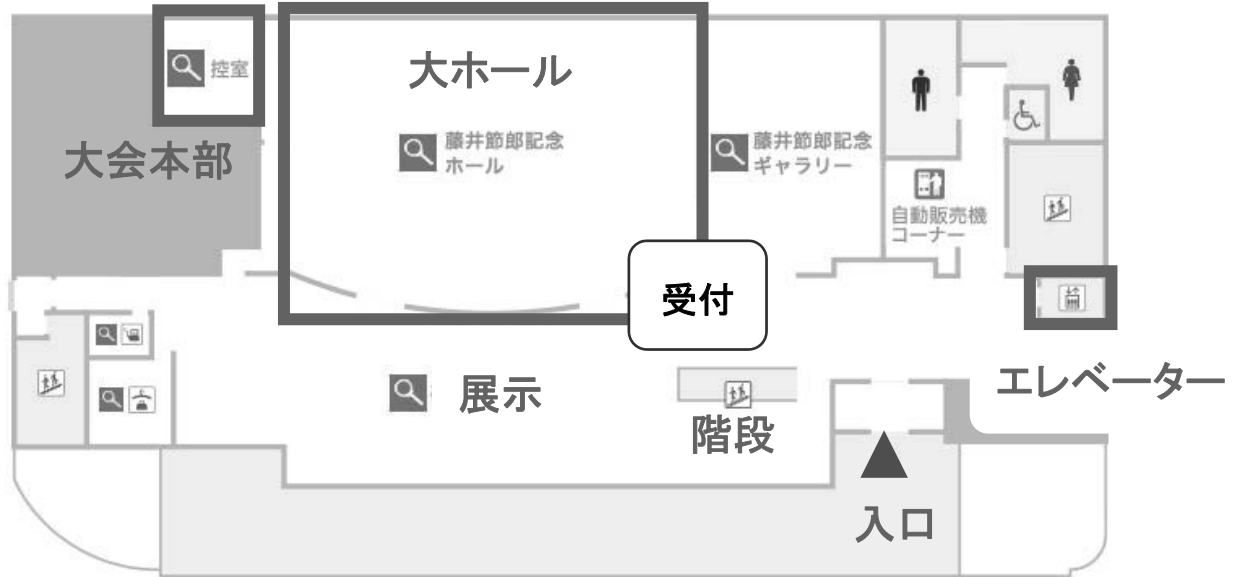 控室
大ホール
藤井節郎記念
ホール
藤井節郎記念
ギャラリー
大会本部
自動販売機
コーナー
受付
展示
階段
エレベーター
入口